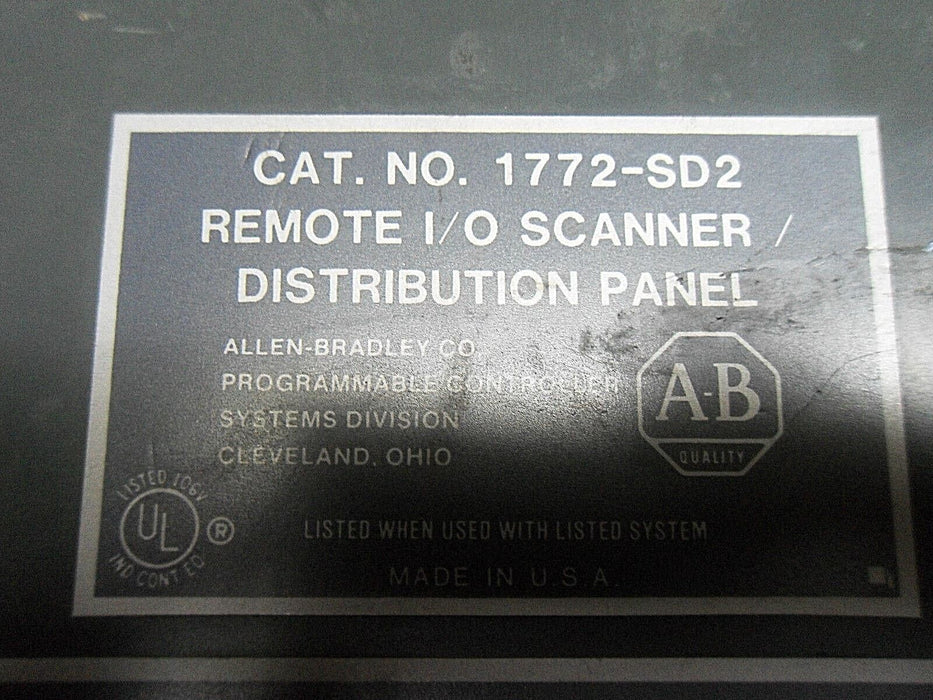 CAT. NO. 1772-SD2
REMOTE I/O SCANNER /
DISTRIBUTION PANEL
ALLEN-BRADLEY CO.
PROGRAMMABLE CONTROLLER
SYSTEMS DIVISION
CLEVELAND, OHIO
A-B
QUALITY
LISTED 106V
UL ®
IND CONT EQ
LISTED WHEN USED WITH LISTED SYSTEM
MADE IN U.S.A.